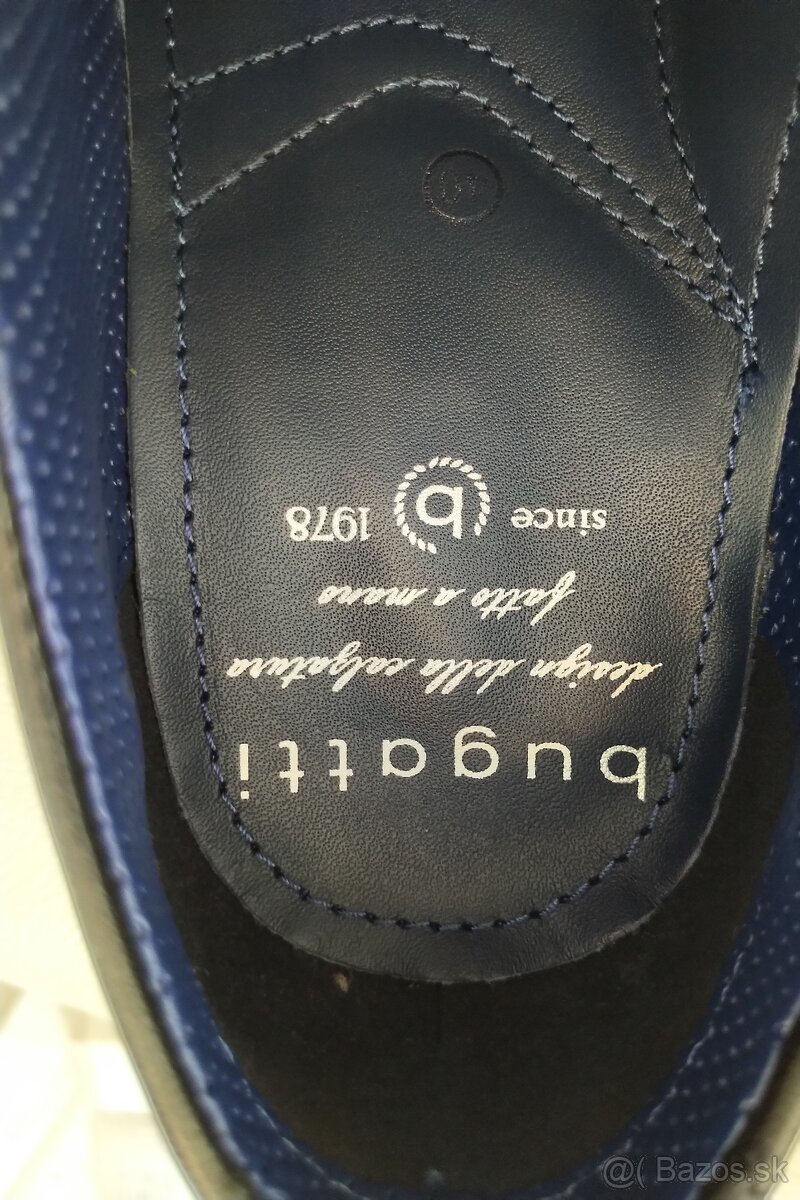 bugatti
design della calzatura
fatto a mano
since b 1978
@( Bazos.sk